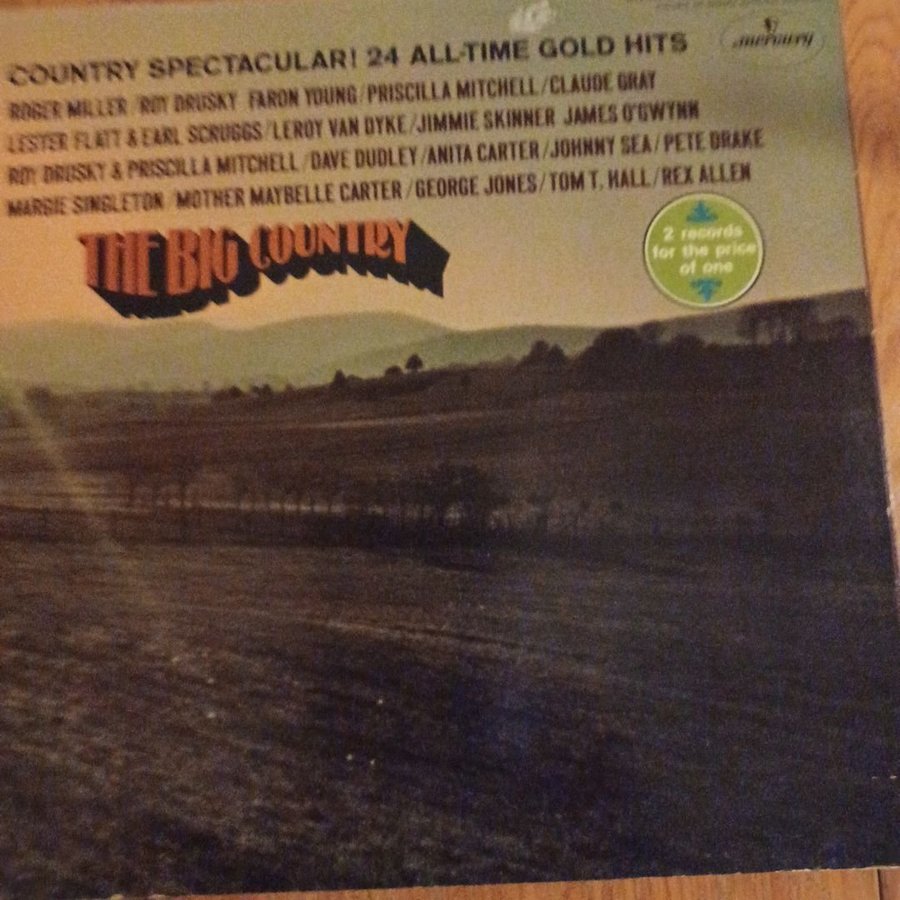 mercury
COUNTRY SPECTACULAR! 24 ALL-TIME GOLD HITS
ROGER MILLER/ROY DRUSKY FARON YOUNG/PRISCILLA MITCHELL/CLAUDE GRAY
LESTER FLATT & EARL SCRUGGS/LEROY VAN DYKE/JIMMIE SKINNER JAMES O'GWYNN
ROY DRUSKY & PRISCILLA MITCHELL/DAVE DUDLEY/ANITA CARTER/JOHNNY SEA/PETE DRAKE
MARGIE SINGLETON/MOTHER MAYBELLE CARTER/GEORGE JONES/TOM T. HALL/REX ALLEN
THE BIG COUNTRY
2 records
for the price
of one